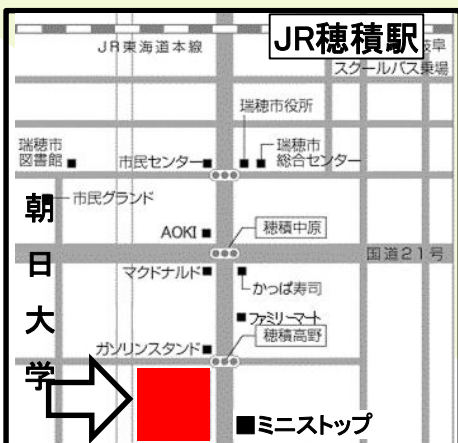 JR穂積駅
JR東海道本線
岐阜
スクールバス乗場
瑞穂市役所
瑞穂市
図書館
市民センター
瑞穂市
総合センター
市民グランド
朝日大学
AOKI
穂積中原
国道21号
マクドナルド
かっぱ寿司
ファミリーマート
穂積高野
ガソリンスタンド
ミニストップ